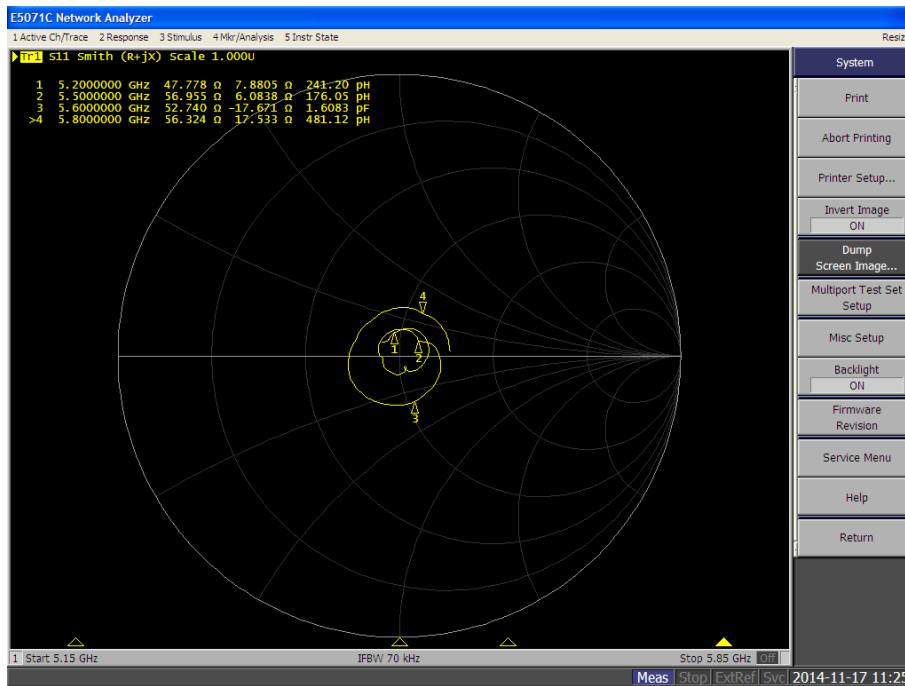 E5071C Network Analyzer
1 Active Ch/Trace 2 Response 3 Stimulus 4 Mkr/Analysis 5 Instr State
Resiz
Tr1 S11 Smith (R+jX) Scale 1.000U
1 5.2000000 GHz 47.778 Ω 7.8805 Ω 241.20 pH
2 5.5000000 GHz 56.955 Ω 6.0838 Ω 176.05 pH
3 5.6000000 GHz 52.740 Ω -17.671 Ω 1.6083 pF
>4 5.8000000 GHz 56.324 Ω 17.533 Ω 481.12 pH
4
1
2
3
System
Print
Abort Printing
Printer Setup...
Invert Image
ON
Dump
Screen Image...
Multiport Test Set
Setup
Misc Setup
Backlight
ON
Firmware
Revision
Service Menu
Help
Return
1 Start 5.15 GHz
IFBW 70 kHz
Stop 5.85 GHz Off
Meas Stop ExtRef Svc 2014-11-17 11:25